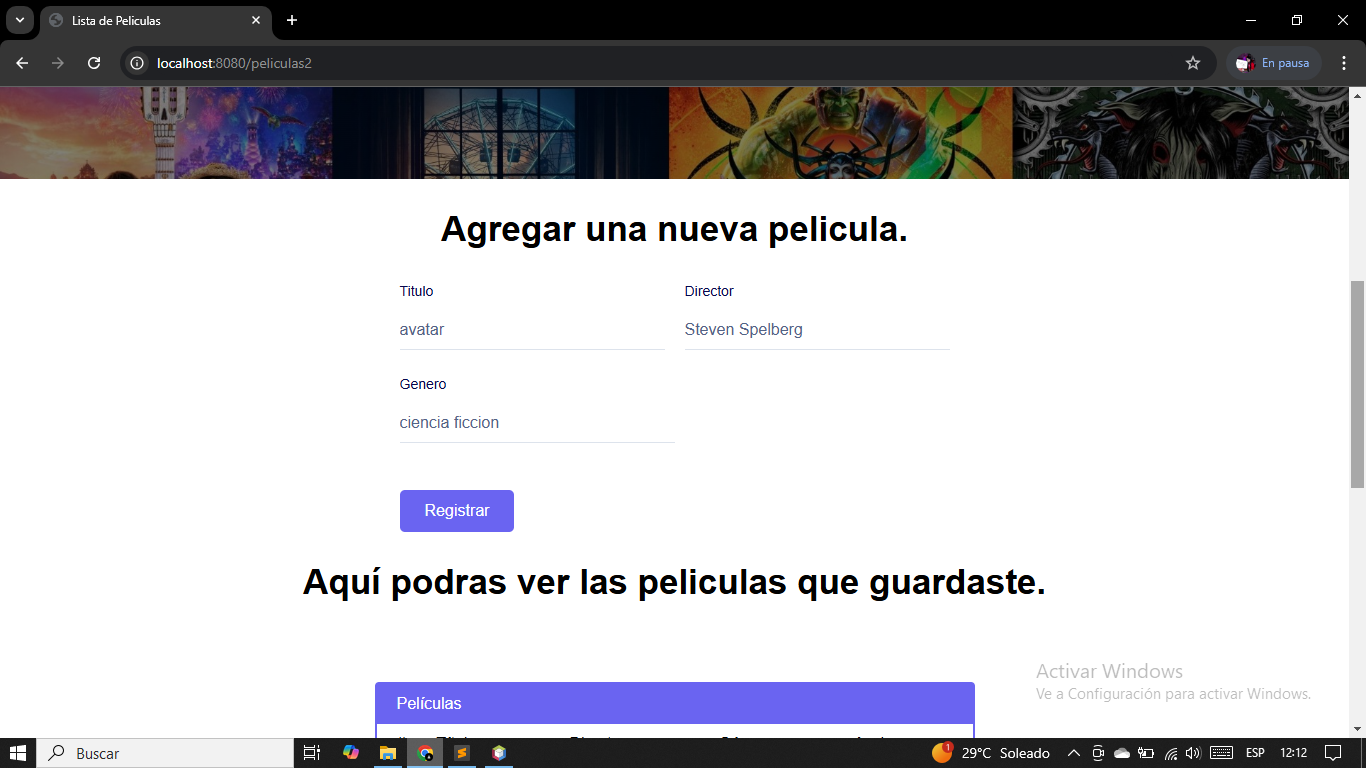 Lista de Peliculas
localhost:8080/peliculas2
En pausa
Agregar una nueva pelicula.
Titulo Director
avatar Steven Spelberg
Genero
ciencia ficcion
Registrar
Aquí podras ver las peliculas que guardaste.
Activar Windows
Ve a Configuración para activar Windows.
Películas
Buscar
1
29°C Soleado
ESP
12:12